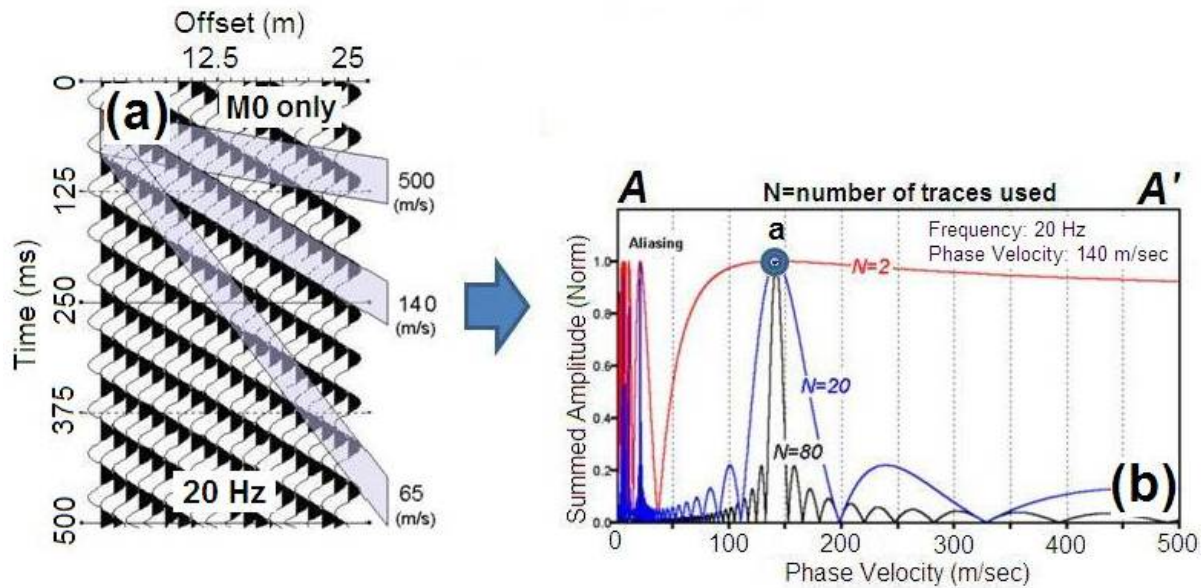 Offset (m)
12.5 25
0
125
250
375
500
Time (ms)
(a)
M0 only
500
(m/s)
140
(m/s)
65
(m/s)
20 Hz
A N=number of traces used A'
Aliasing
a
Frequency: 20 Hz
Phase Velocity: 140 m/sec
N=2
N=20
N=80
(b)
Summed Amplitude (Norm)
1.0
0.8
0.6
0.4
0.2
0.0
0 100 200 300 400 500
Phase Velocity (m/sec)